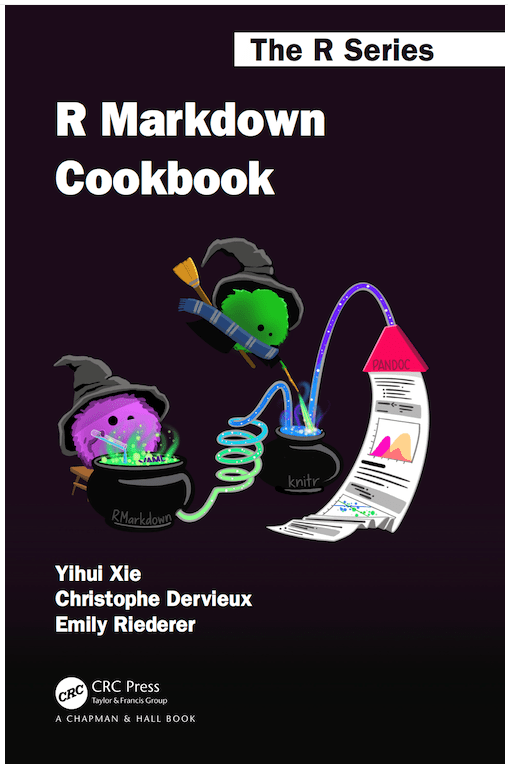 The R Series
R Markdown
Cookbook
PANDOC
YAML
knitr
RMarkdown
Yihui Xie
Christophe Dervieux
Emily Riederer
CRC
CRC Press
Taylor & Francis Group
A CHAPMAN & HALL BOOK